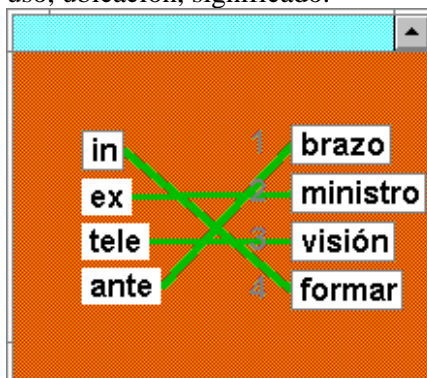 uso, ubicación, significado.
in 1 brazo
ex 2 ministro
tele 3 visión
ante 4 formar